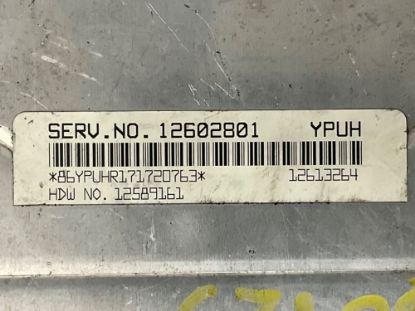 SERV.NO. 12602801 YPUH
*86YPUHR171720763* 12613264
HDW NO. 12589161